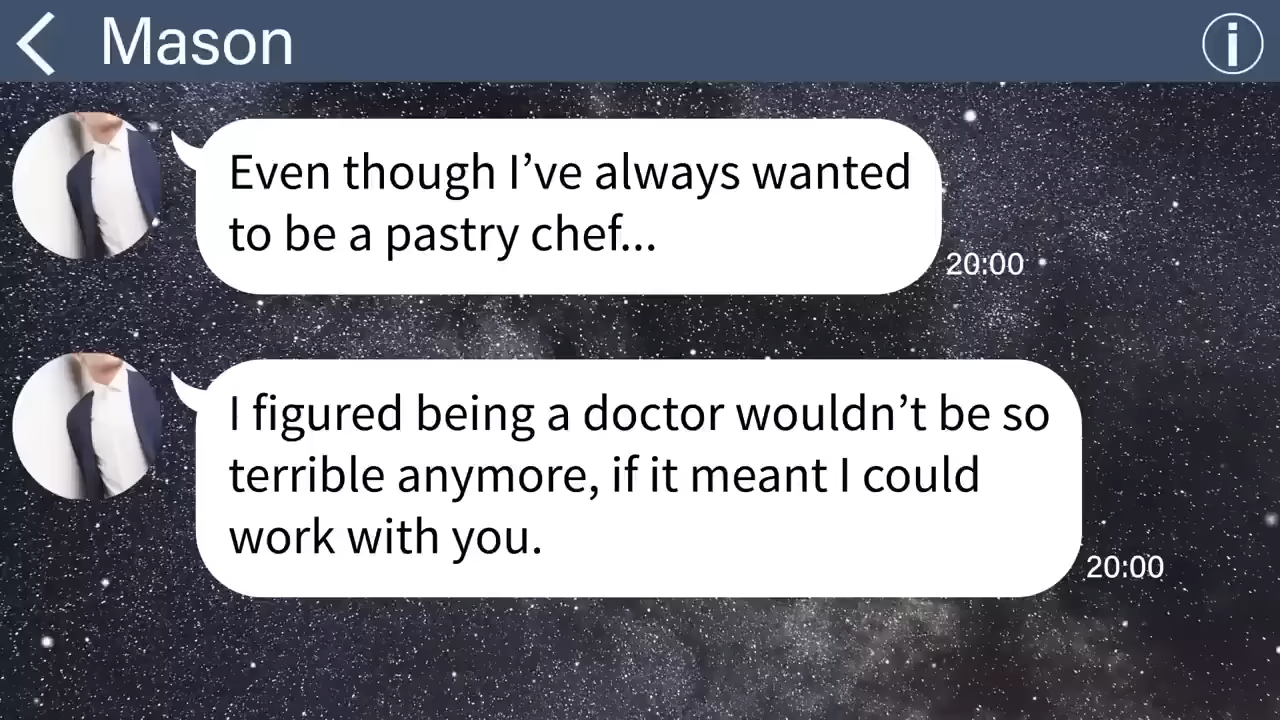 Mason
Even though I’ve always wanted
to be a pastry chef...
20:00
I figured being a doctor wouldn’t be so
terrible anymore, if it meant I could
work with you.
20:00